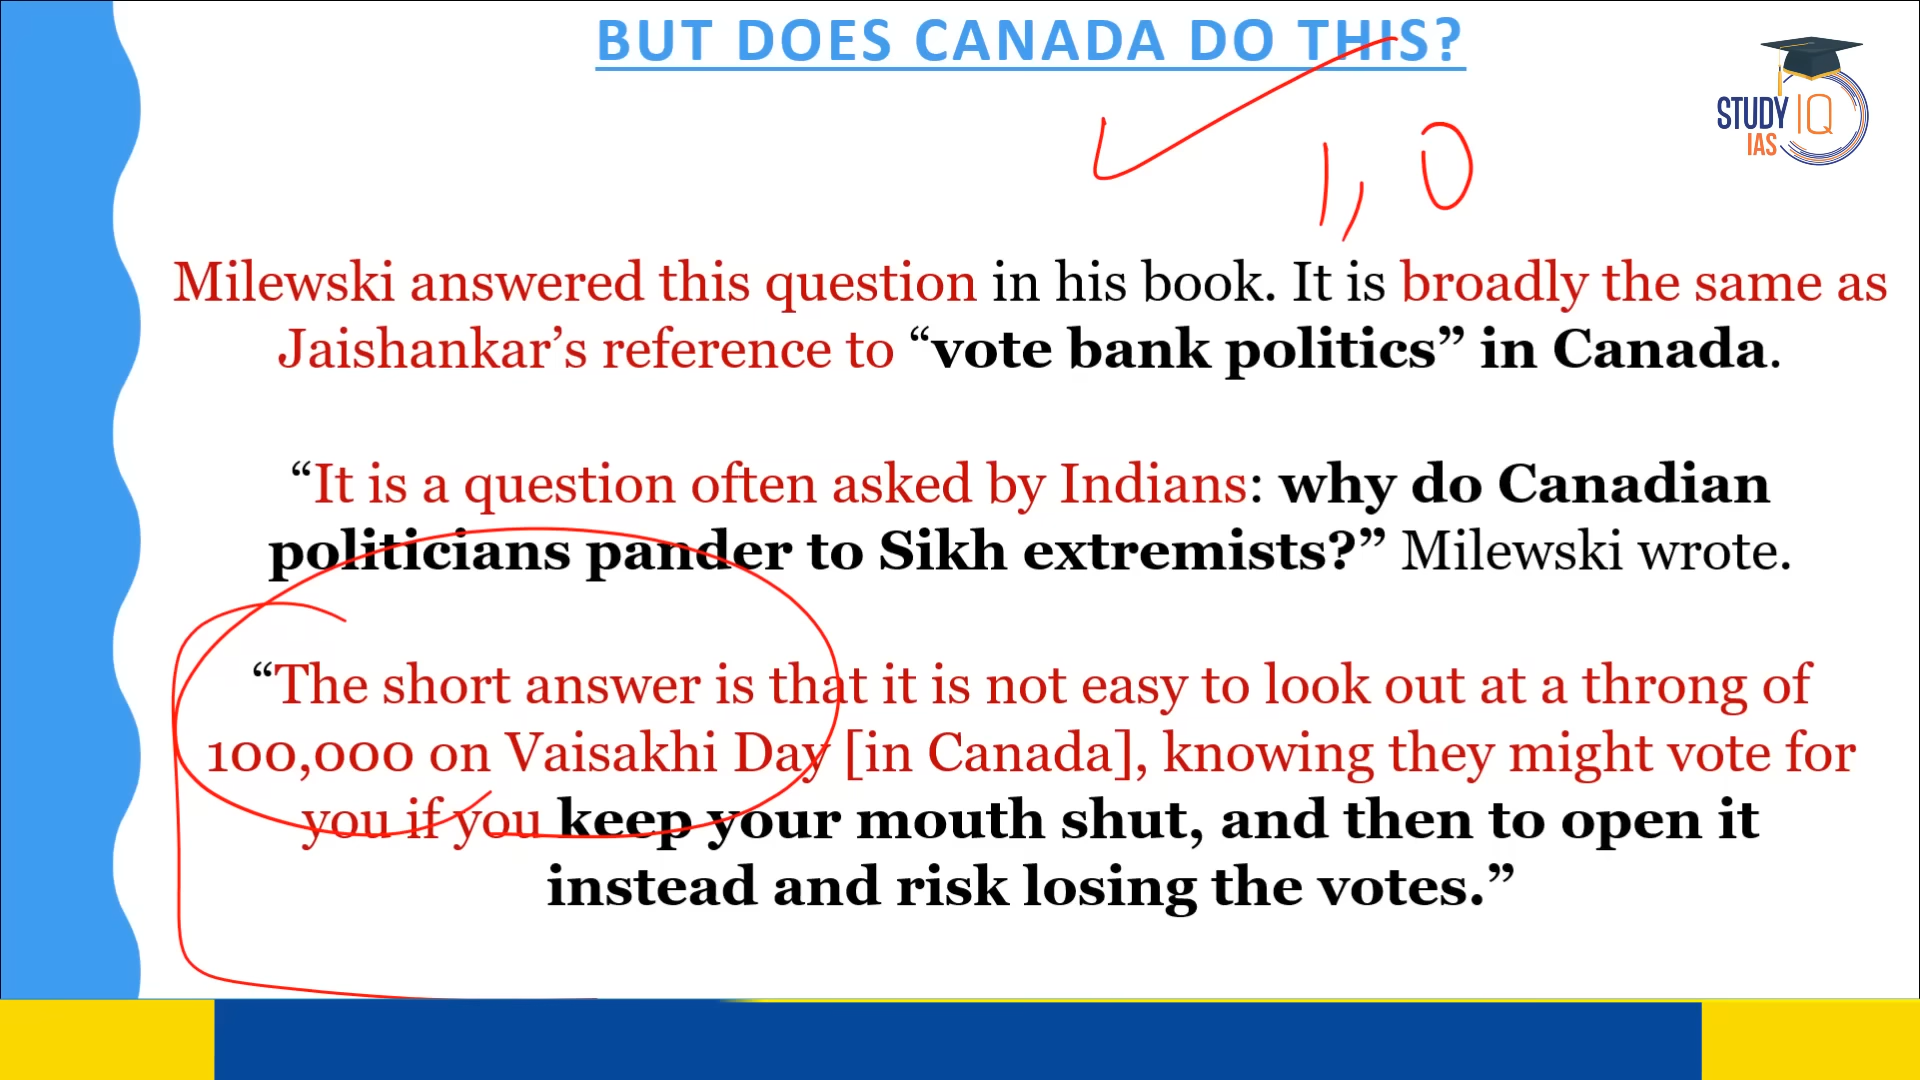 BUT DOES CANADA DO THIS?
STUDY IQ
IAS
1, 0
Milewski answered this question in his book. It is broadly the same as
Jaishankar’s reference to “vote bank politics” in Canada.
“It is a question often asked by Indians: why do Canadian
politicians pander to Sikh extremists?” Milewski wrote.
“The short answer is that it is not easy to look out at a throng of
100,000 on Vaisakhi Day [in Canada], knowing they might vote for
you if you keep your mouth shut, and then to open it
instead and risk losing the votes.”